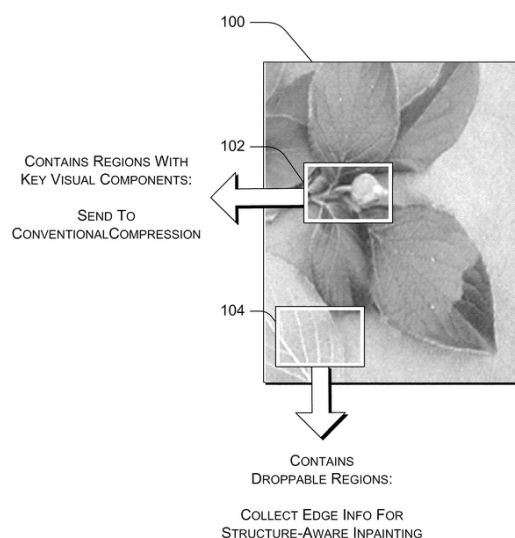 100
102
CONTAINS REGIONS WITH
KEY VISUAL COMPONENTS:
SEND TO
CONVENTIONALCOMPRESSION
104
CONTAINS
DROPPABLE REGIONS:
COLLECT EDGE INFO FOR
STRUCTURE-AWARE INPAINTING